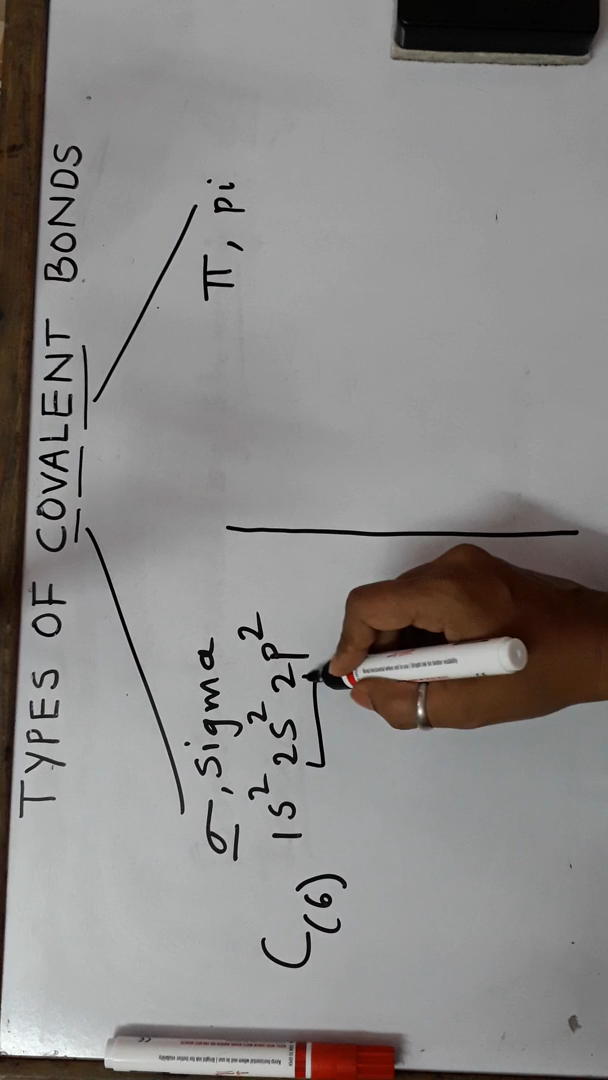 TYPES OF COVALENT BONDS
σ, sigma
π, pi
C(6) 1S² 2S² 2p²